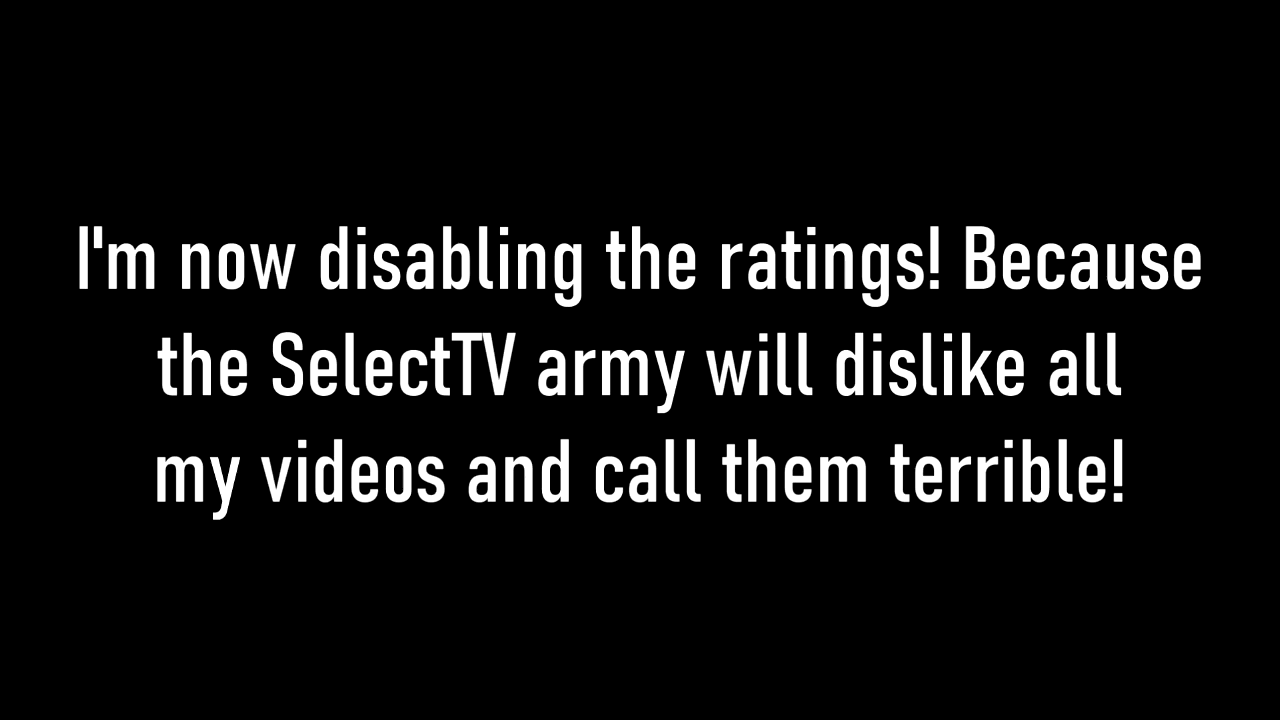 I'm now disabling the ratings! Because
the SelectTV army will dislike all
my videos and call them terrible!